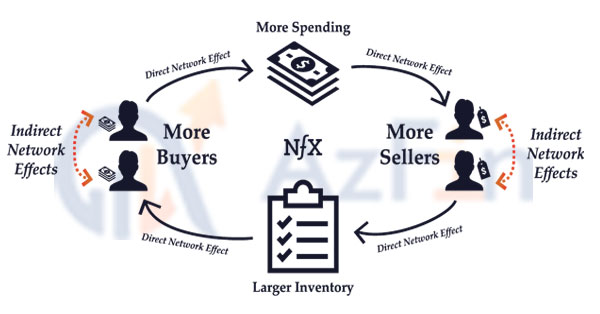 More Spending
Direct Network Effect
Direct Network Effect
Indirect
Network
Effects
More
Buyers
NfX
More
Sellers
Indirect
Network
Effects
Direct Network Effect
Direct Network Effect
Larger Inventory